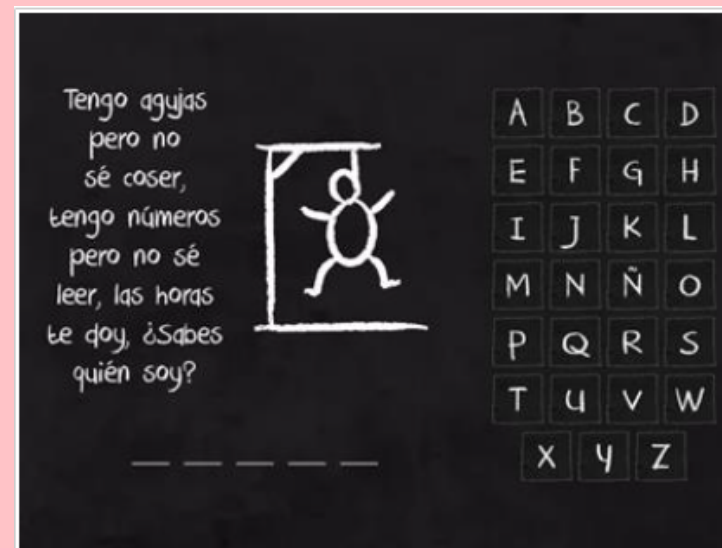 Tengo agujas
pero no
sé coser,
tengo números
pero no sé
leer, las horas
te doy, ¿Sabes
quién soy?
A B C D
E F G H
I J K L
M N Ñ O
P Q R S
T U V W
X Y Z